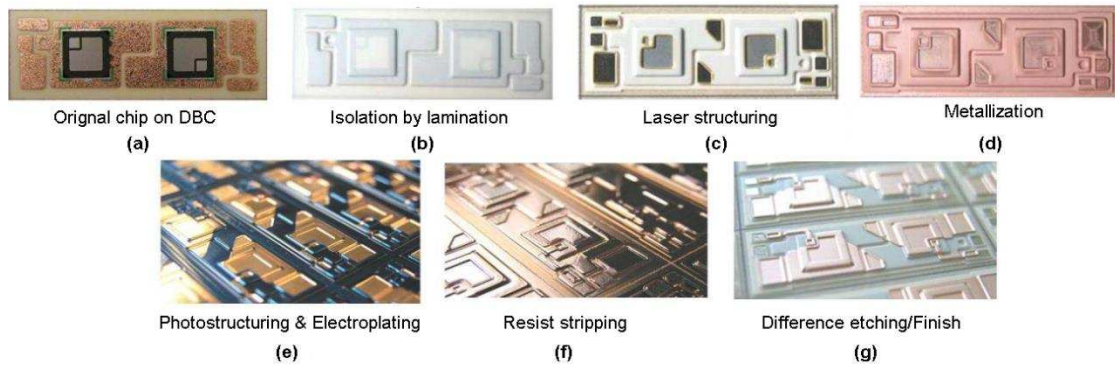 Orignal chip on DBC
Isolation by lamination
Laser structuring
Metallization
(a)
(b)
(c)
(d)
Photostructuring & Electroplating
Resist stripping
Difference etching/Finish
(e)
(f)
(g)